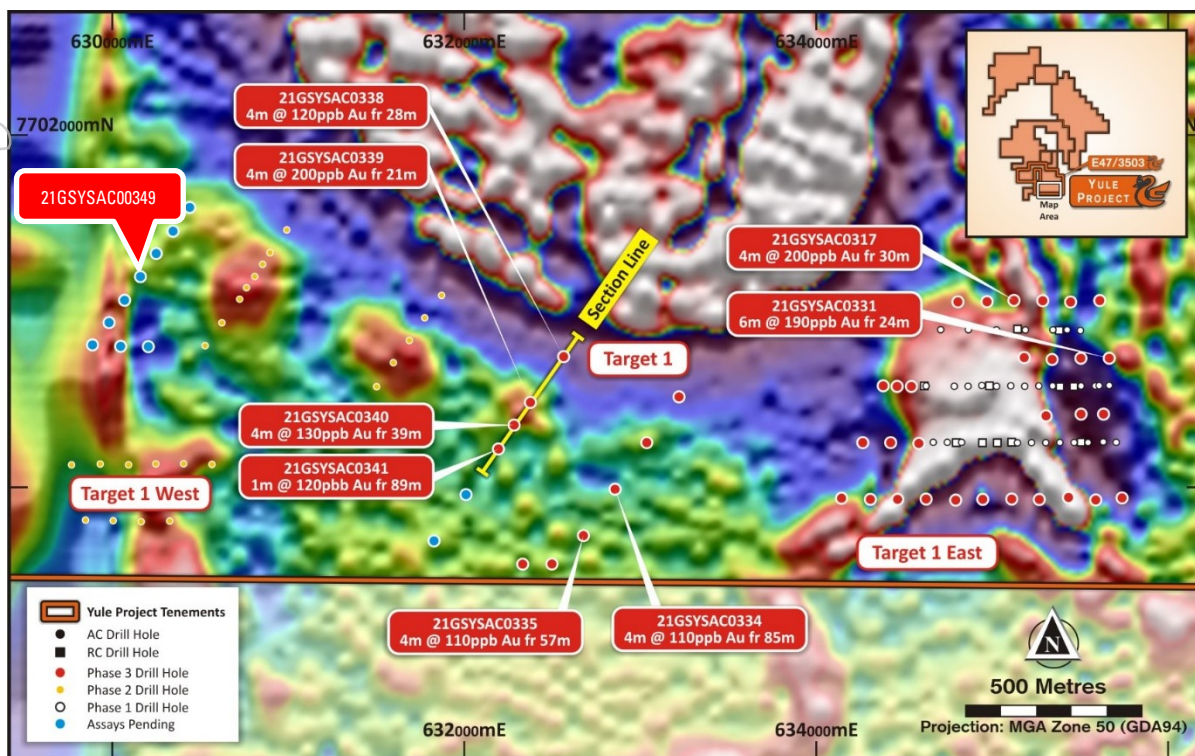 630000mE
632000mE
634000mE
7702000mN
21GSYSAC0338
4m @ 120ppb Au fr 28m
21GSYSAC0339
4m @ 200ppb Au fr 21m
21GSYSAC00349
E47/3503
YULE
PROJECT
Map
Area
21GSYSAC0317
4m @ 200ppb Au fr 30m
21GSYSAC0331
6m @ 190ppb Au fr 24m
Section Line
Target 1
21GSYSAC0340
4m @ 130ppb Au fr 39m
21GSYSAC0341
1m @ 120pbb Au fr 89m
Target 1 West
Target 1 East
21GSYSAC0335
4m @ 110ppb Au fr 57m
21GSYSAC0334
4m @ 110ppb Au fr 85m
Yule Project Tenements
AC Drill Hole
RC Drill Hole
Phase 3 Drill Hole
Phase 2 Drill Hole
Phase 1 Drill Hole
Assays Pending
N
500 Metres
Projection: MGA Zone 50 (GDA94)
632000mE
634000mE